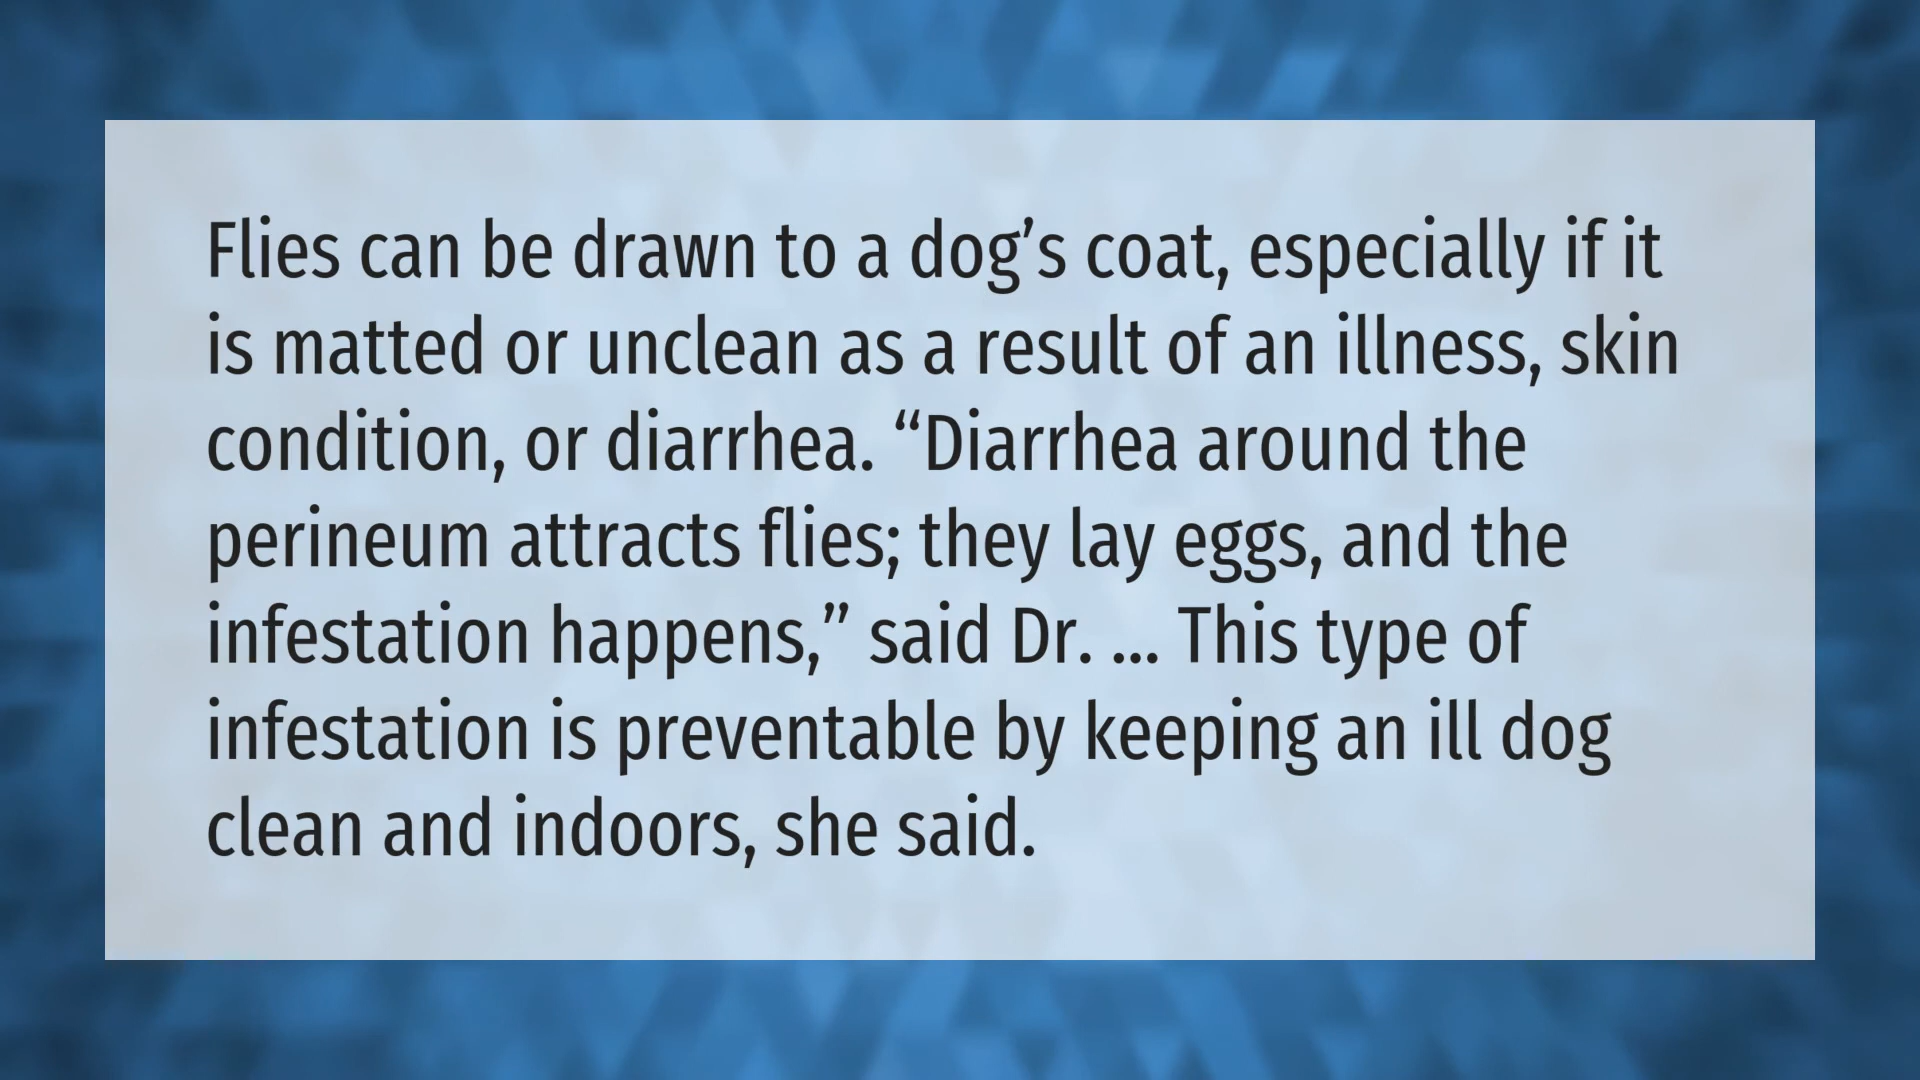 Flies can be drawn to a dog’s coat, especially if it
is matted or unclean as a result of an illness, skin
condition, or diarrhea. “Diarrhea around the
perineum attracts flies; they lay eggs, and the
infestation happens,” said Dr. ... This type of
infestation is preventable by keeping an ill dog
clean and indoors, she said.